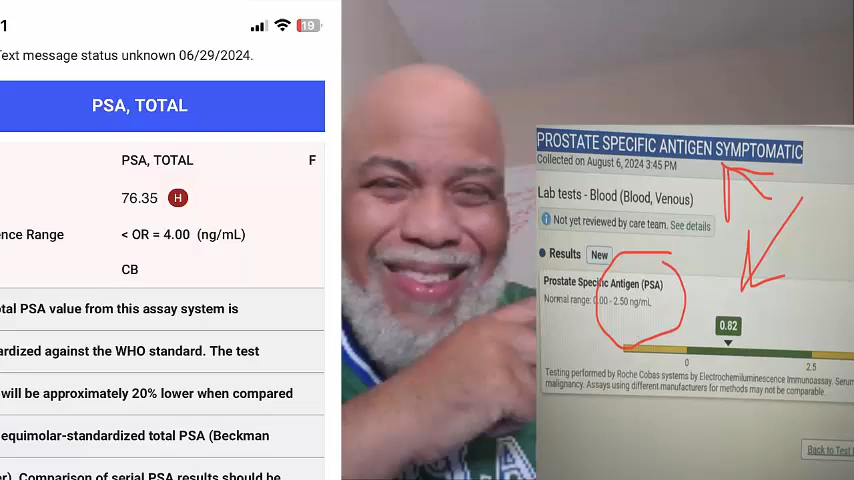 1
19
Text message status unknown 06/29/2024.
PSA, TOTAL
PSA, TOTAL
F
76.35 H
ence Range
< OR = 4.00 (ng/mL)
CB
otal PSA value from this assay system is
ardized against the WHO standard. The test
will be approximately 20% lower when compared
equimolar-standardized total PSA (Beckman
er). Comparison of serial PSA results should be
PROSTATE SPECIFIC ANTIGEN SYMPTOMATIC
Collected on August 6, 2024 3:45 PM
Lab tests - Blood (Blood, Venous)
Not yet reviewed by care team. See details
Results New
Prostate Specific Antigen (PSA)
Normal range: 0.00 - 2.50 ng/mL
0.82
0
2.5
Testing performed by Roche Cobas systems by Electrochemiluminescence Immunoassay. Serum
malignancy. Assays using different manufacturers for methods may not be comparable.
Back to Test